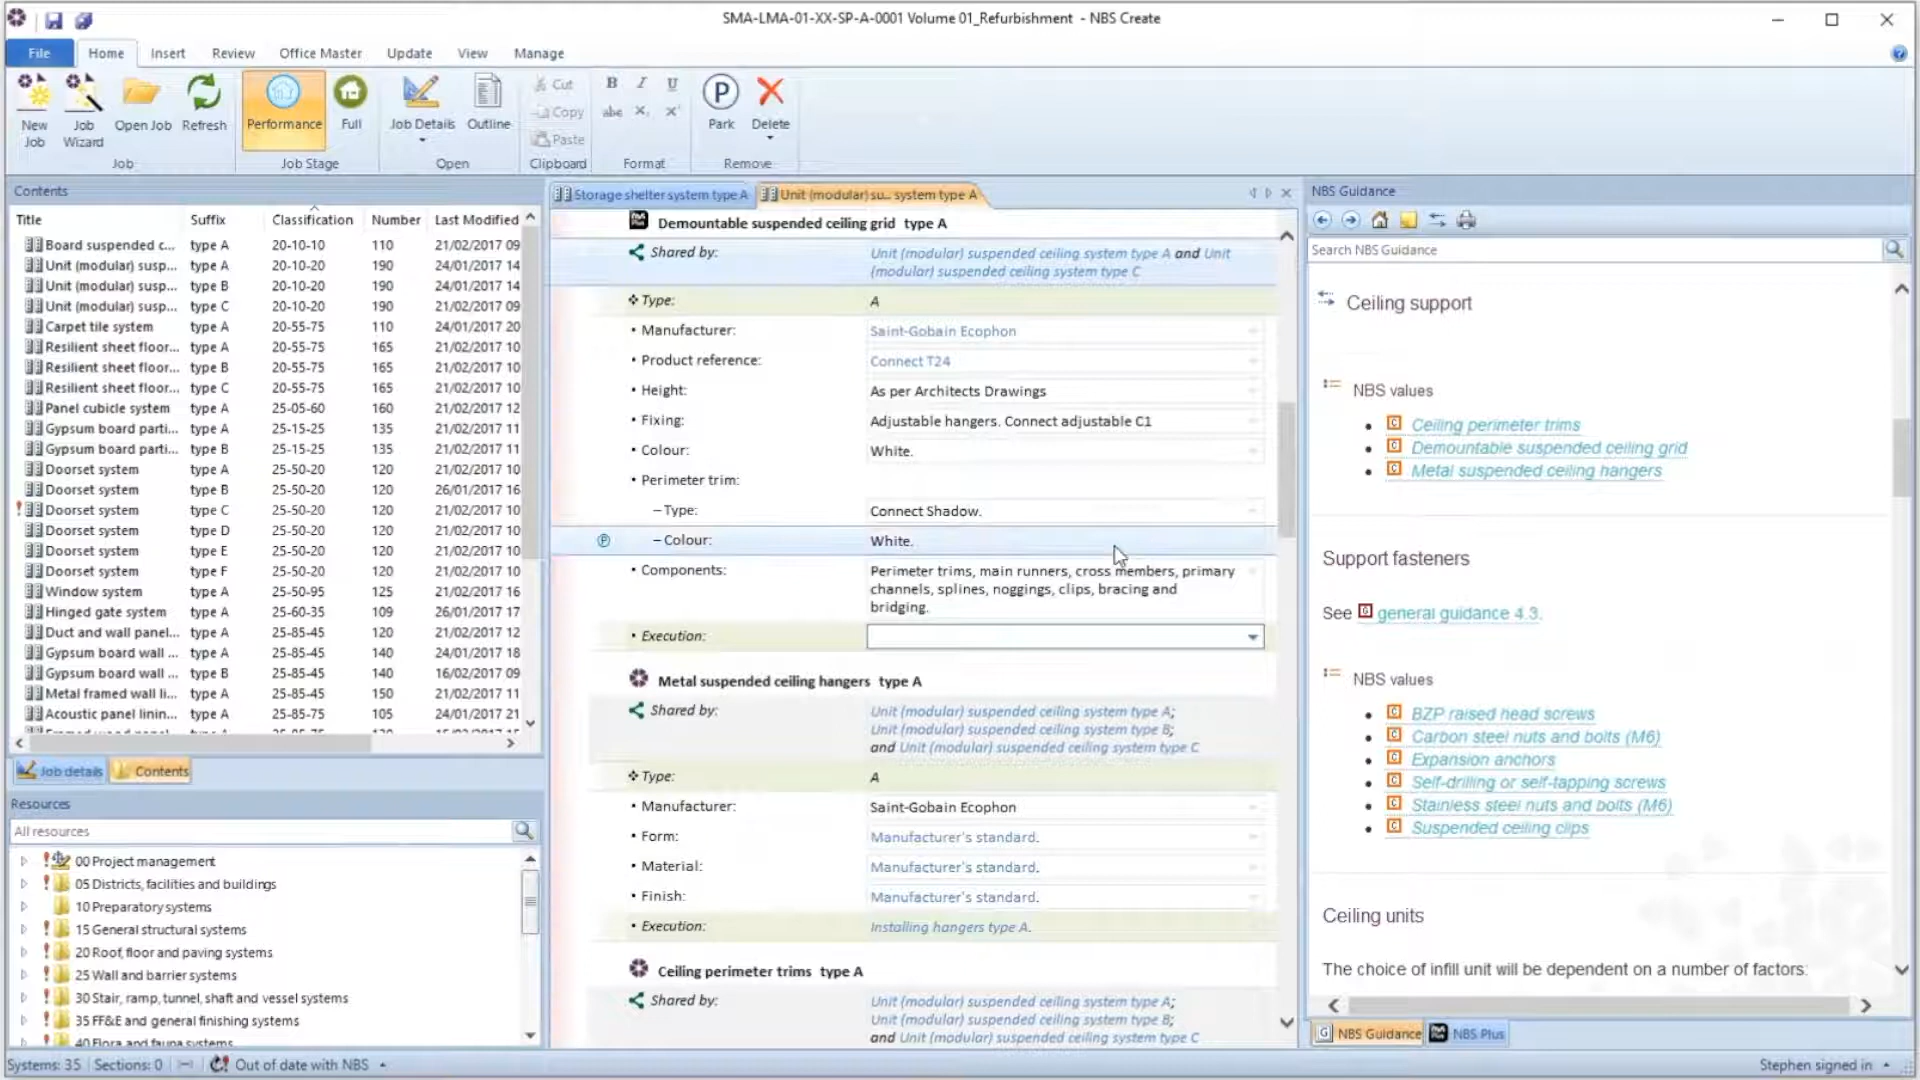 SMA-LMA-01-XX-SP-A-0001 Volume 01_Refurbishment - NBS Create
File Home Insert Review Office Master Update View Manage
New Job
Job Wizard
Open Job
Refresh
Performance
Full
Job Details
Outline
Cut
Copy
Paste
B I U
abc X, X'
Park
Delete
Job Job Stage Open Clipboard Format Remove
Contents
Title Suffix Classification Number Last Modified
Board suspended c... type A 20-10-10 110 21/02/2017 09
Unit (modular) susp... type A 20-10-20 190 24/01/2017 14
Unit (modular) susp... type B 20-10-20 190 24/01/2017 14
Unit (modular) susp... type C 20-10-20 190 21/02/2017 09
Carpet tile system type A 20-55-75 110 24/01/2017 20
Resilient sheet floor... type A 20-55-75 165 21/02/2017 10
Resilient sheet floor... type B 20-55-75 165 21/02/2017 10
Resilient sheet floor... type C 20-55-75 165 21/02/2017 10
Panel cubicle system type A 25-05-60 160 21/02/2017 12
Gypsum board parti... type A 25-15-25 135 21/02/2017 11
Gypsum board parti... type B 25-15-25 135 21/02/2017 11
Doorset system type A 25-50-20 120 21/02/2017 10
Doorset system type B 25-50-20 120 26/01/2017 16
Doorset system type C 25-50-20 120 21/02/2017 10
Doorset system type D 25-50-20 120 21/02/2017 10
Doorset system type E 25-50-20 120 21/02/2017 10
Doorset system type F 25-50-20 120 21/02/2017 10
Window system type A 25-50-95 125 21/02/2017 16
Hinged gate system type A 25-60-35 109 26/01/2017 17
Duct and wall panel... type A 25-85-45 120 21/02/2017 12
Gypsum board wall ... type A 25-85-45 140 24/01/2017 18
Gypsum board wall ... type B 25-85-45 140 16/02/2017 09
Metal framed wall li... type A 25-85-45 150 21/02/2017 11
Acoustic panel linin... type A 25-85-75 105 24/01/2017 21
Job details Contents
Resources
All resources
00 Project management
05 Districts, facilities and buildings
10 Preparatory systems
15 General structural systems
20 Roof, floor and paving systems
25 Wall and barrier systems
30 Stair, ramp, tunnel, shaft and vessel systems
35 FF&E and general finishing systems
40 Flora and fauna systems
Storage shelter system type A Unit (modular) su... system type A
Demountable suspended ceiling grid type A
Shared by: Unit (modular) suspended ceiling system type A and Unit
(modular) suspended ceiling system type C
Type: A
Manufacturer: Saint-Gobain Ecophon
Product reference: Connect T24
Height: As per Architects Drawings
Fixing: Adjustable hangers. Connect adjustable C1
Colour: White.
Perimeter trim:
–Type: Connect Shadow.
–Colour: White.
Components: Perimeter trims, main runners, cross members, primary
channels, splines, noggings, clips, bracing and
bridging.
Execution:
Metal suspended ceiling hangers type A
Shared by: Unit (modular) suspended ceiling system type A;
Unit (modular) suspended ceiling system type B;
and Unit (modular) suspended ceiling system type C
Type: A
Manufacturer: Saint-Gobain Ecophon
Form: Manufacturer's standard.
Material: Manufacturer's standard.
Finish: Manufacturer's standard.
Execution: Installing hangers type A.
Ceiling perimeter trims type A
Shared by: Unit (modular) suspended ceiling system type A;
Unit (modular) suspended ceiling system type B;
and Unit (modular) suspended ceiling system type C
NBS Guidance
Search NBS Guidance
Ceiling support
NBS values
Ceiling perimeter trims
Demountable suspended ceiling grid
Metal suspended ceiling hangers
Support fasteners
See general guidance 4.3.
NBS values
BZP raised head screws
Carbon steel nuts and bolts (M6)
Expansion anchors
Self-drilling or self-tapping screws
Stainless steel nuts and bolts (M6)
Suspended ceiling clips
Ceiling units
The choice of infill unit will be dependent on a number of factors:
NBS Guidance NBS Plus
Systems: 35 Sections: 0 Out of date with NBS
Stephen signed in